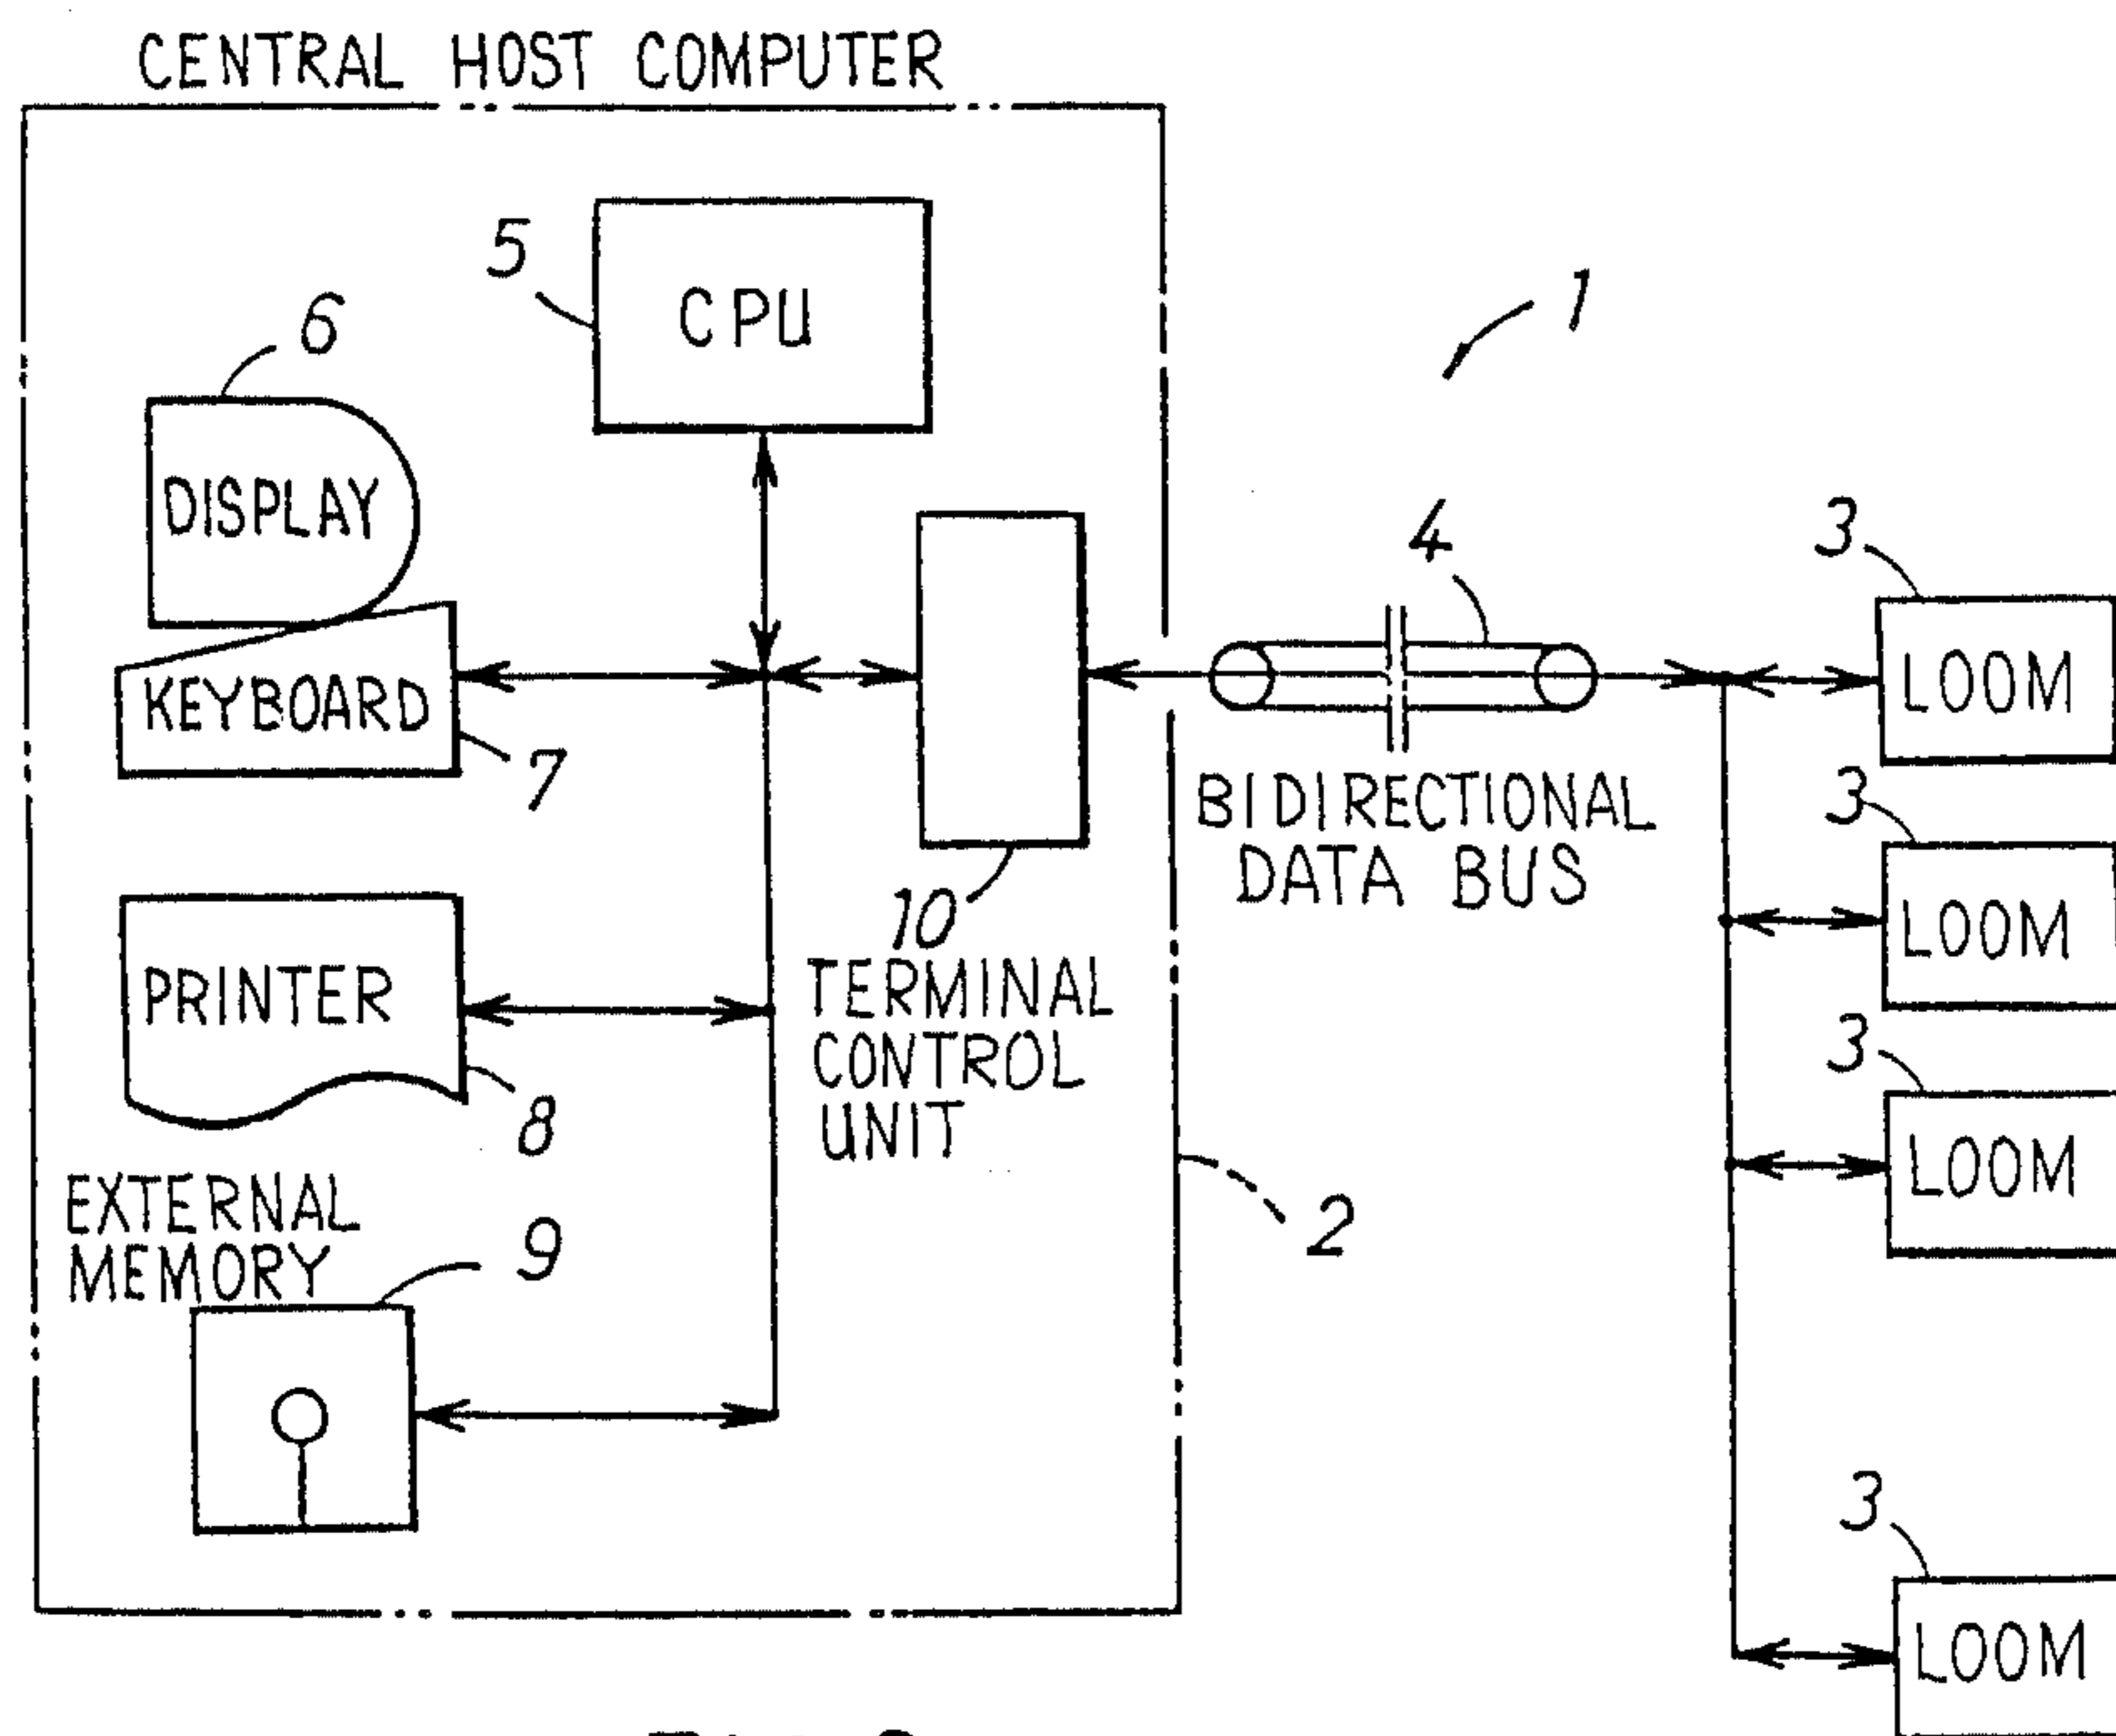 CENTRAL HOST COMPUTER
5
CPU
1
6
DISPLAY
4
3
LOOM
KEYBOARD
7
BIDIRECTIONAL
DATA BUS
3
LOOM
10
TERMINAL
CONTROL
UNIT
PRINTER
8
3
LOOM
2
EXTERNAL
MEMORY
9
3
LOOM